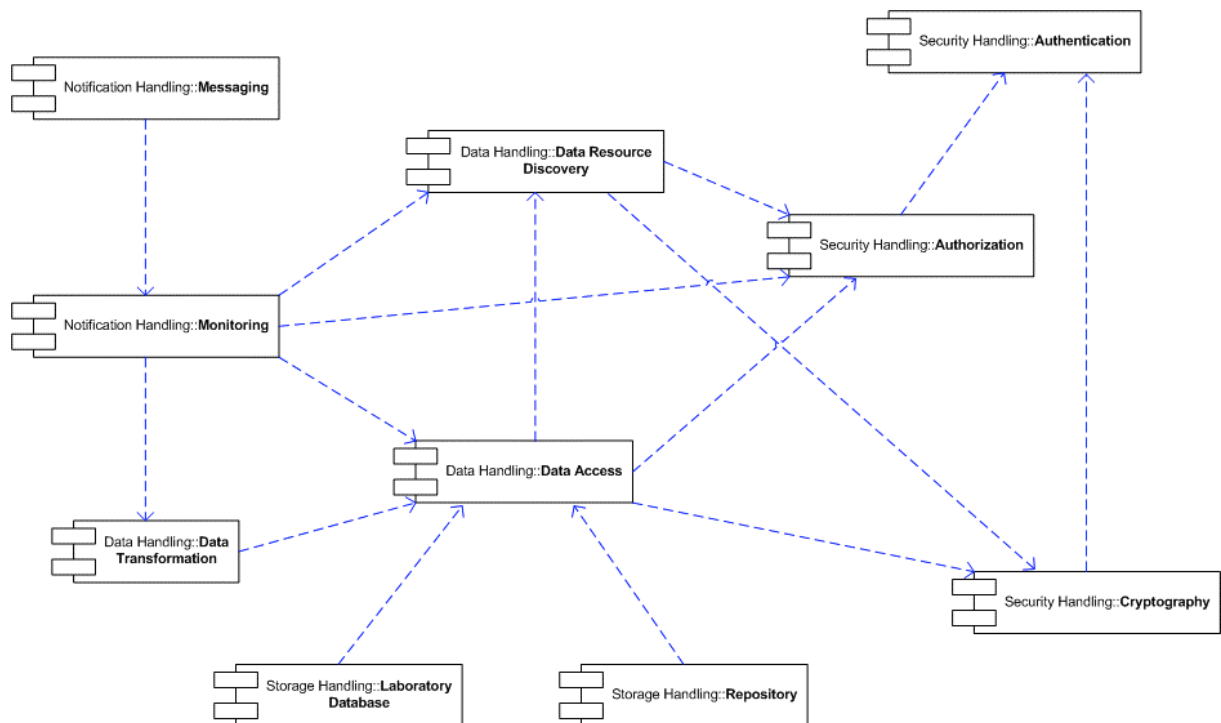 Security Handling::Authentication
Notification Handling::Messaging
Data Handling::Data Resource
Discovery
Security Handling::Authorization
Notification Handling::Monitoring
Data Handling::Data Access
Data Handling::Data
Transformation
Security Handling::Cryptography
Storage Handling::Laboratory
Database
Storage Handling::Repository